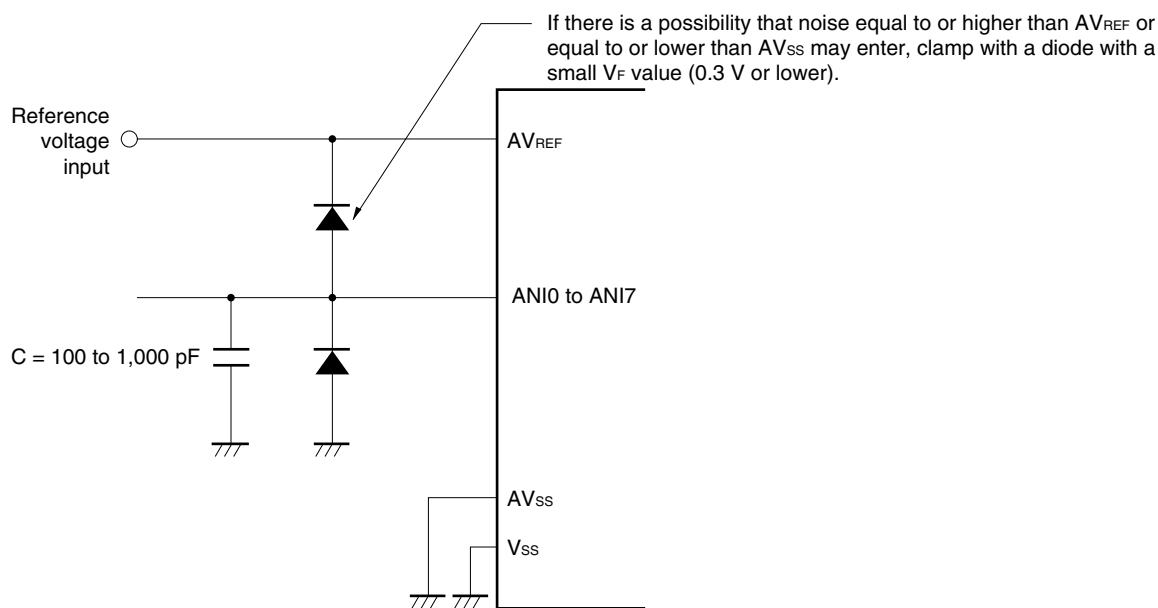 If there is a possibility that noise equal to or higher than AVREF or
equal to or lower than AVSS may enter, clamp with a diode with a
small VF value (0.3 V or lower).
Reference
voltage
input
AVREF
ANI0 to ANI7
C = 100 to 1,000 pF
AVSS
VSS